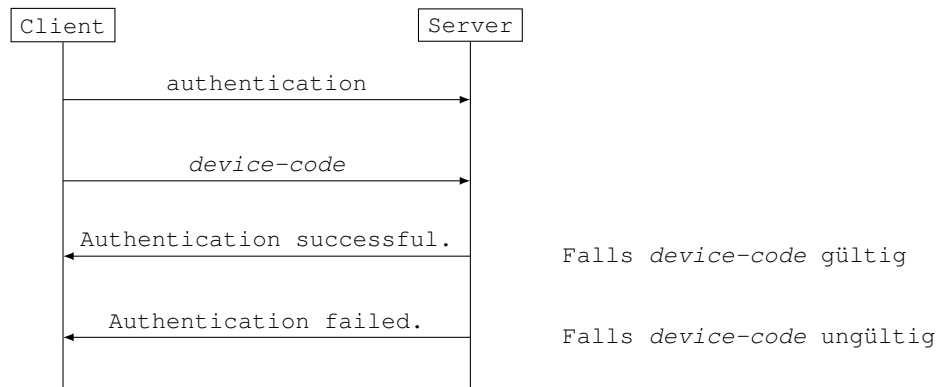 Client Server
authentication
device-code
Authentication successful.
Falls device-code gültig
Authentication failed.
Falls device-code ungültig